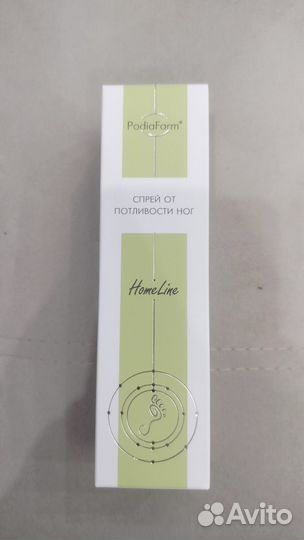 PodiaFarm®
СПРЕЙ ОТ
ПОТЛИВОСТИ НОГ
HomeLine
Avito